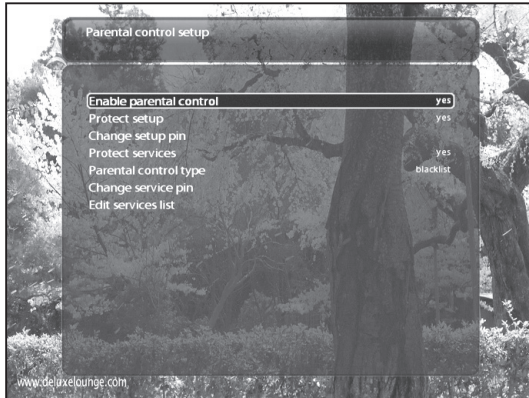 Parental control setup
Enable parental control yes
Protect setup yes
Change setup pin
Protect services yes
Parental control type blacklist
Change service pin
Edit services list
www.deluxelounge.com